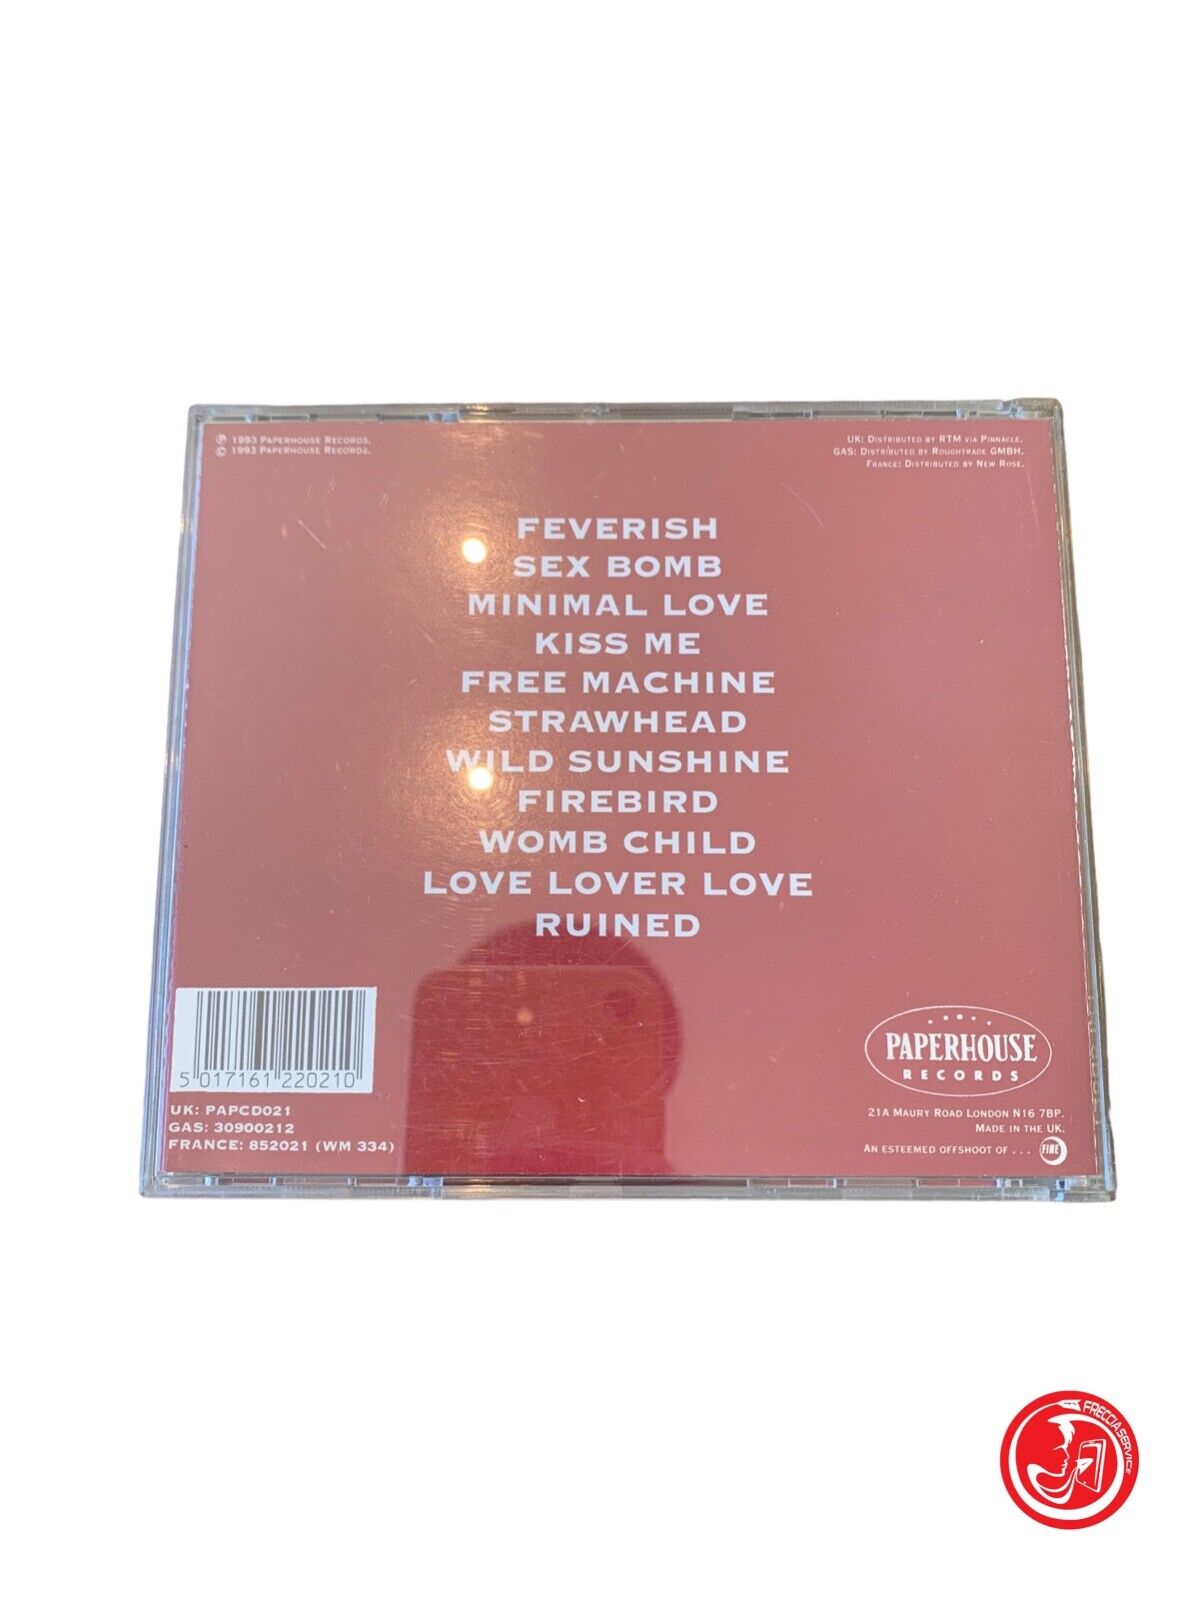 ℗ 1993 Paperhouse Records.
© 1993 Paperhouse Records.
UK: Distributed by RTM via Pinnacle.
GAS: Distributed by Roughtrade GMBH.
France: Distributed by New Rose.
FEVERISH
SEX BOMB
MINIMAL LOVE
KISS ME
FREE MACHINE
STRAWHEAD
WILD SUNSHINE
FIREBIRD
WOMB CHILD
LOVE LOVER LOVE
RUINED
5 017161 220210
UK: PAPCD021
GAS: 30900212
FRANCE: 852021 (WM 334)
PAPERHOUSE
RECORDS
21A Maury Road London N16 7BP.
Made in the UK.
An esteemed offshoot of . . . FIRE
FRECCIA SERVICE